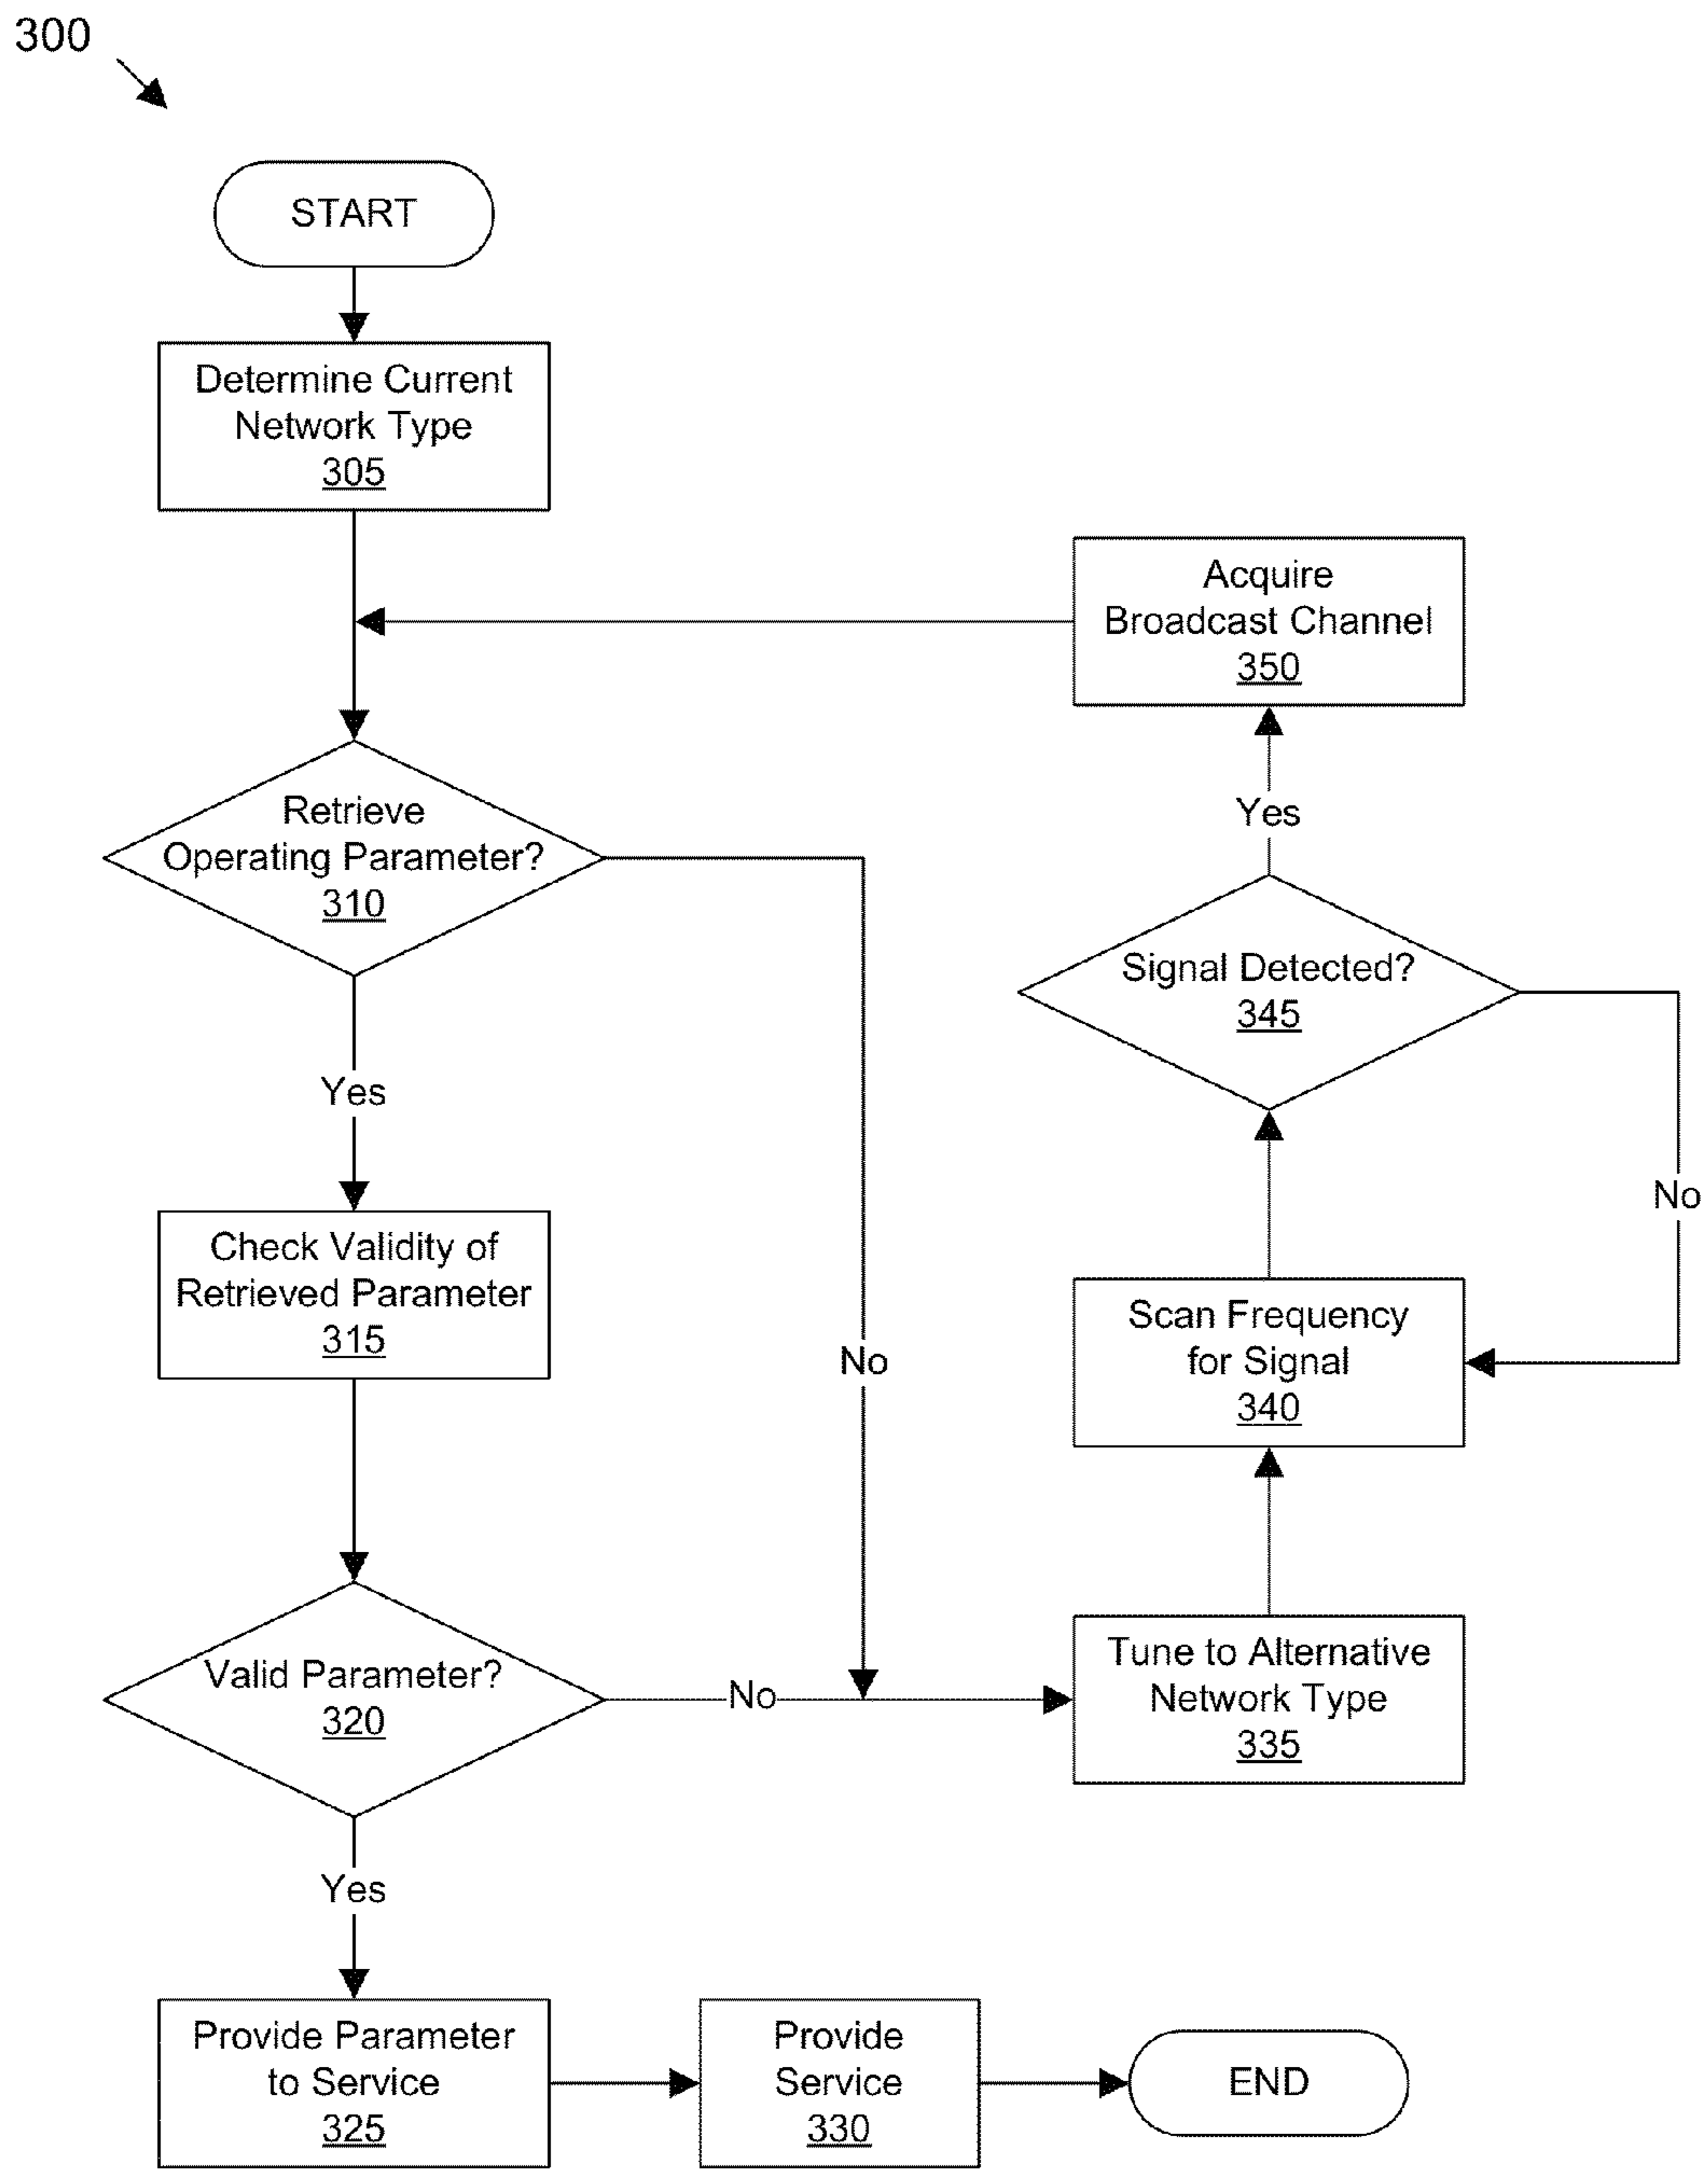 300
START
Determine Current
Network Type
305
Acquire
Broadcast Channel
350
Retrieve
Operating Parameter?
310
Yes
Signal Detected?
345
Yes
No
Check Validity of
Retrieved Parameter
315
No
Scan Frequency
for Signal
340
Valid Parameter?
320
No
Tune to Alternative
Network Type
335
Yes
Provide Parameter
to Service
325
Provide
Service
330
END